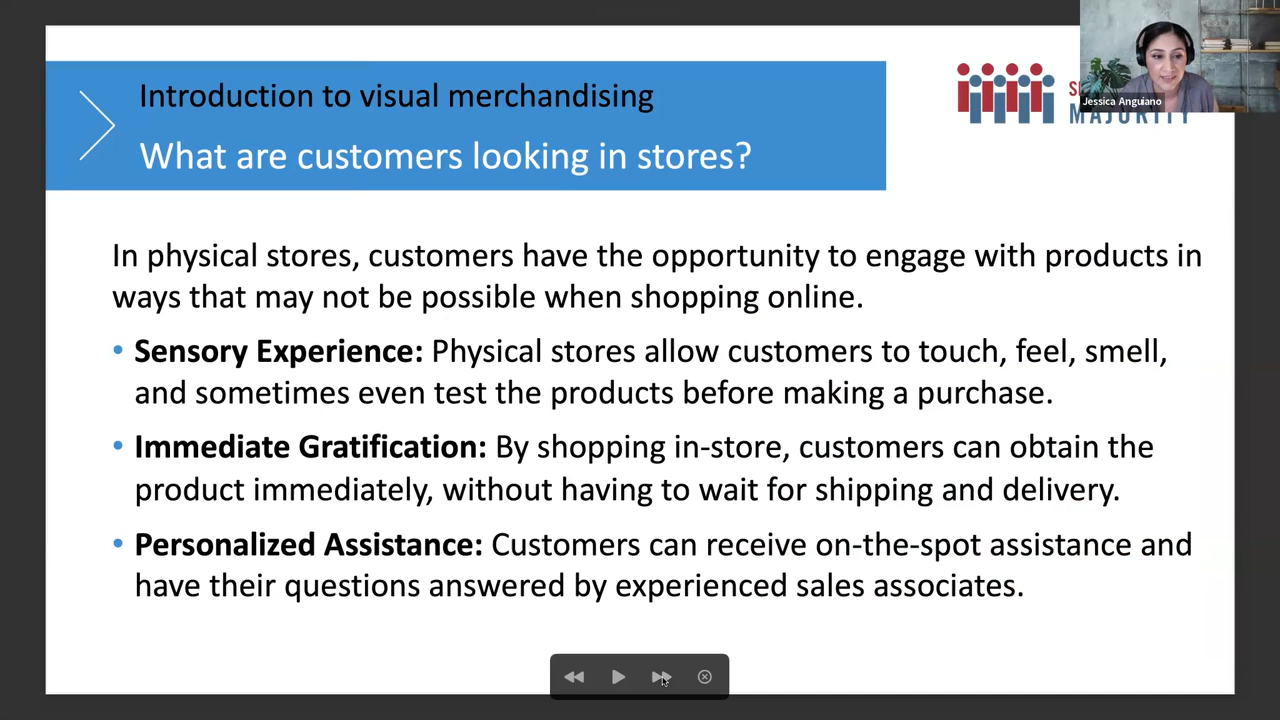 Introduction to visual merchandising
What are customers looking in stores?
MAJORITY
Jessica Anguiano
In physical stores, customers have the opportunity to engage with products in
ways that may not be possible when shopping online.
• Sensory Experience: Physical stores allow customers to touch, feel, smell,
and sometimes even test the products before making a purchase.
• Immediate Gratification: By shopping in-store, customers can obtain the
product immediately, without having to wait for shipping and delivery.
• Personalized Assistance: Customers can receive on-the-spot assistance and
have their questions answered by experienced sales associates.